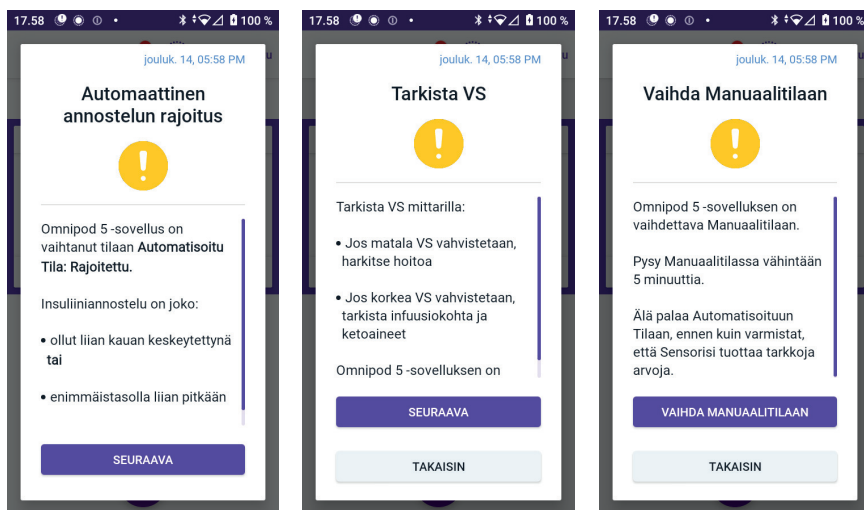 17.58 100 %
jouluk. 14, 05:58 PM
Automaattinen
annostelun rajoitus
Omnipod 5 -sovellus on
vaihtanut tilaan Automatisoitu
Tila: Rajoitettu.
Insuliiniannostelu on joko:
• ollut liian kauan keskeytettynä
tai
• enimmäistasolla liian pitkään
SEURAAVA
17.58 100 %
jouluk. 14, 05:58 PM
Tarkista VS
Tarkista VS mittarilla:
• Jos matala VS vahvistetaan,
harkitse hoitoa
• Jos korkea VS vahvistetaan,
tarkista infuusiokohta ja
ketoaineet
Omnipod 5 -sovelluksen on
SEURAAVA
TAKAISIN
17.58 100 %
jouluk. 14, 05:58 PM
Vaihda Manuaalitilaan
Omnipod 5 -sovelluksen on
vaihdettava Manuaalitilaan.
Pysy Manuaalitilassa vähintään
5 minuuttia.
Älä palaa Automatisoituun
Tilaan, ennen kuin varmistat,
että Sensorisi tuottaa tarkkoja
arvoja.
VAIHDA MANUAALITILAAN
TAKAISIN